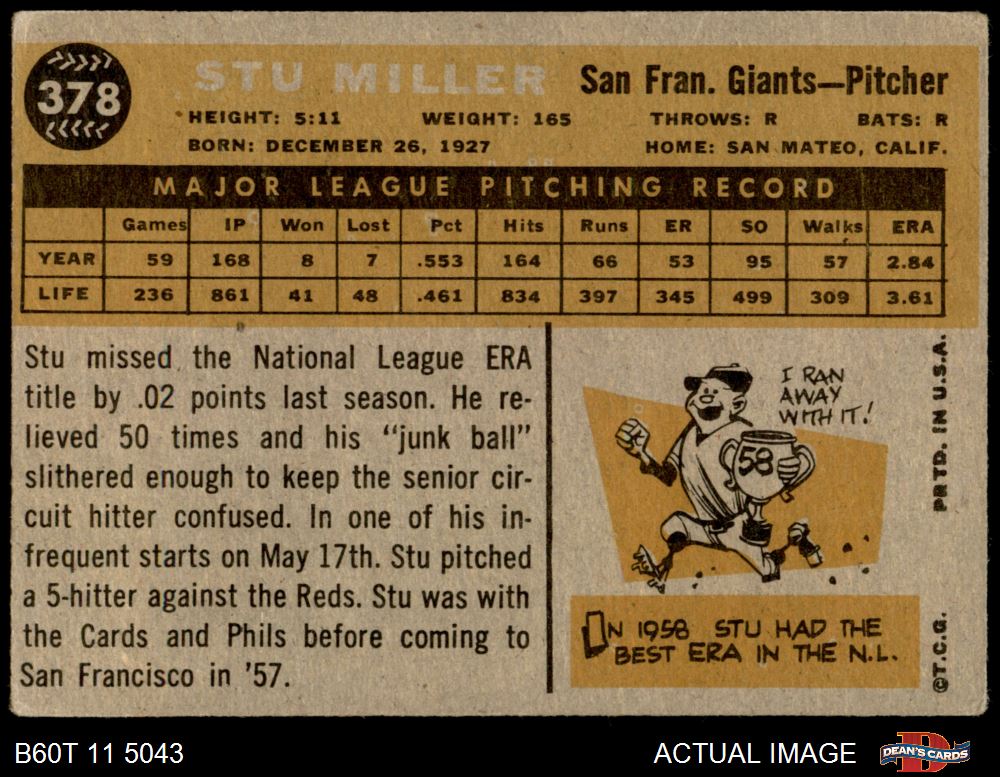 378
STU MILLER San Fran. Giants—Pitcher
HEIGHT: 5:11 WEIGHT: 165 THROWS: R BATS: R
BORN: DECEMBER 26, 1927 HOME: SAN MATEO, CALIF.
MAJOR LEAGUE PITCHING RECORD
Games IP Won Lost Pct Hits Runs ER SO Walks ERA
YEAR 59 168 8 7 .553 164 66 53 95 57 2.84
LIFE 236 861 41 48 .461 834 397 345 499 309 3.61
Stu missed the National League ERA
title by .02 points last season. He re-
lieved 50 times and his "junk ball"
slithered enough to keep the senior cir-
cuit hitter confused. In one of his in-
frequent starts on May 17th. Stu pitched
a 5-hitter against the Reds. Stu was with
the Cards and Phils before coming to
San Francisco in '57.
I RAN
AWAY
WITH IT!
58
IN 1958 STU HAD THE
BEST ERA IN THE N.L.
PRTD. IN U.S.A.
©T.C.G.
B60T 11 5043 ACTUAL IMAGE DEAN'S CARDS